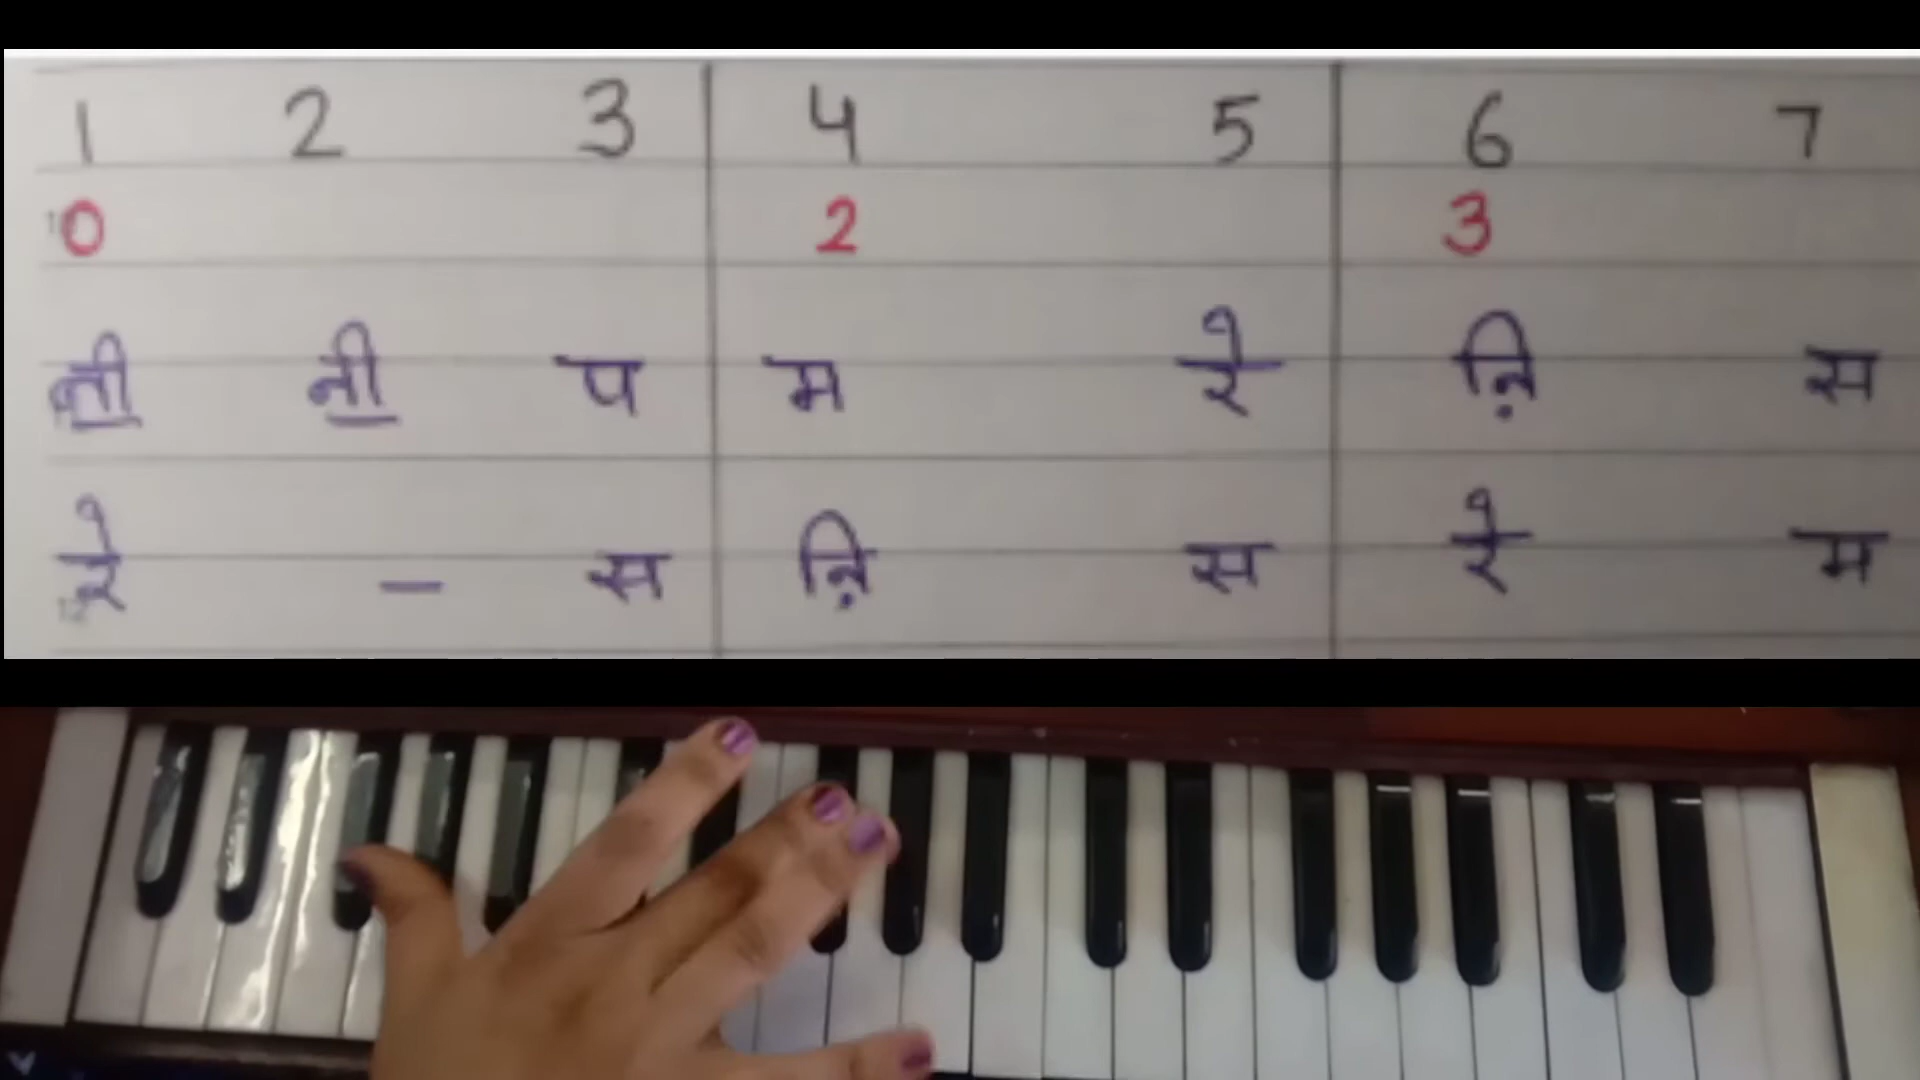 1 2 3 4 5 6 7
0 2 3
नी नी प म रे नि़ स
रे – स नि़ स रे म